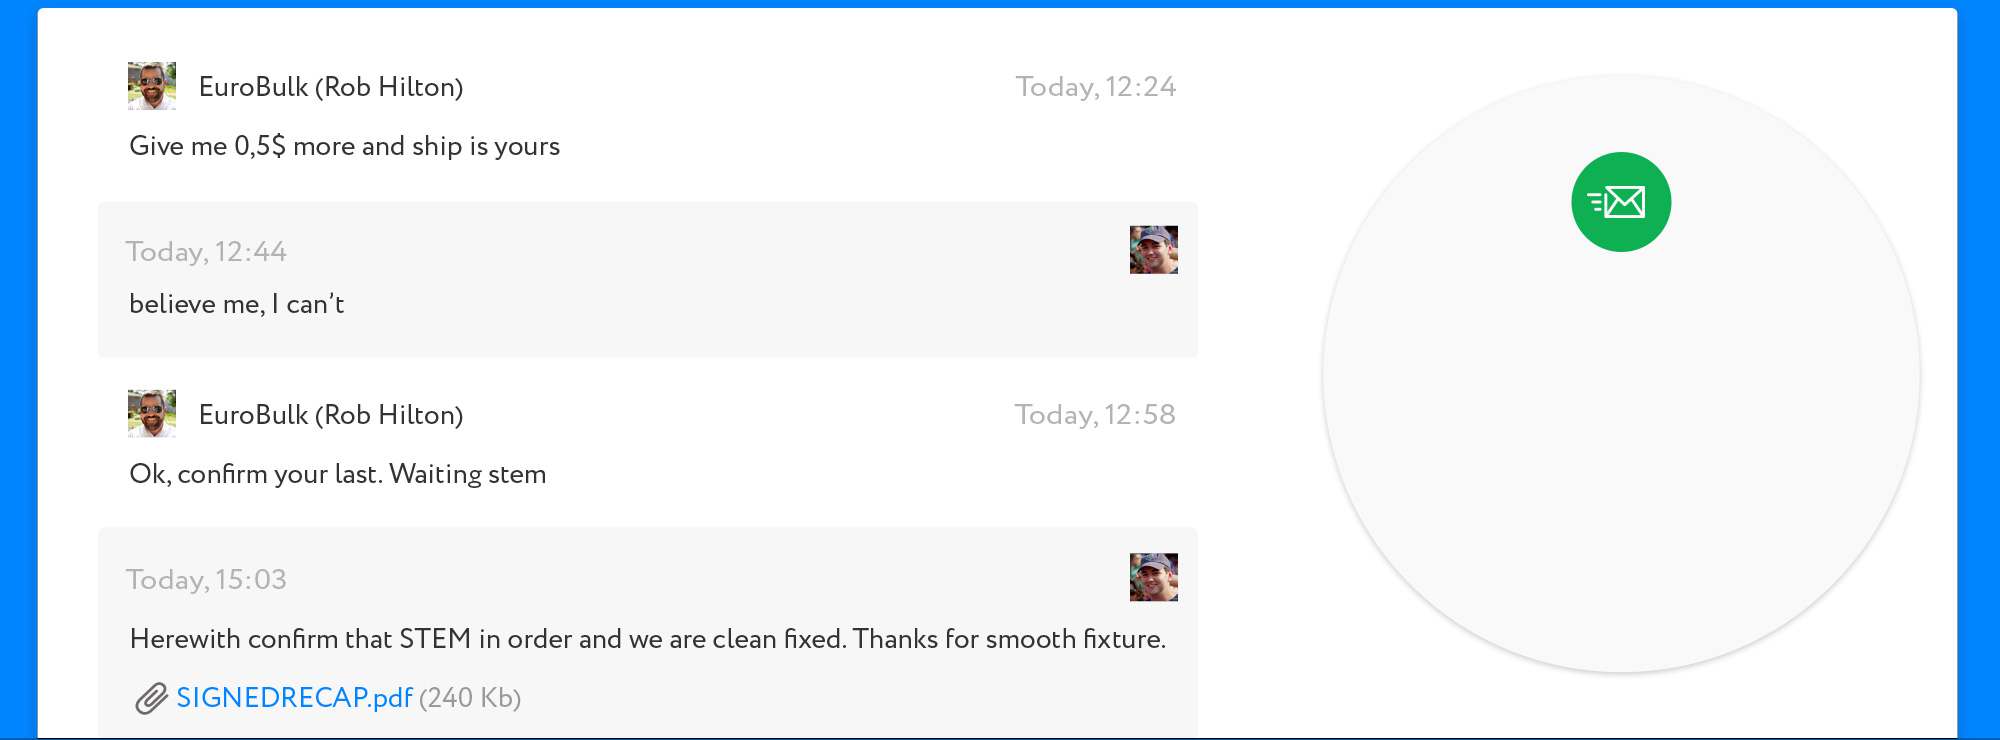 EuroBulk (Rob Hilton)
Today, 12:24
Give me 0,5$ more and ship is yours
Today, 12:44
believe me, I can’t
EuroBulk (Rob Hilton)
Today, 12:58
Ok, confirm your last. Waiting stem
Today, 15:03
Herewith confirm that STEM in order and we are clean fixed. Thanks for smooth fixture.
SIGNEDRECAP.pdf (240 Kb)